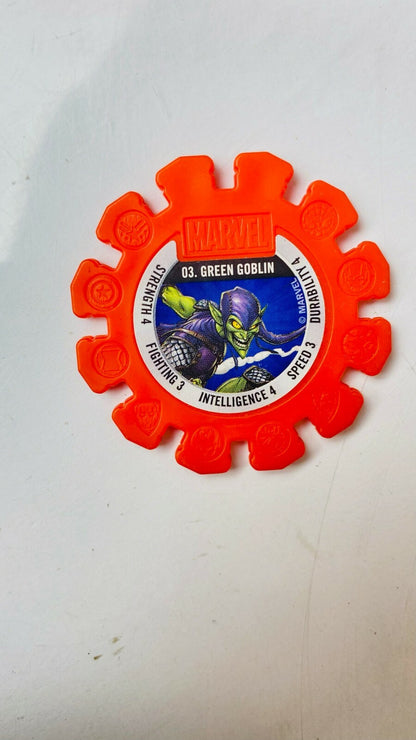 MARVEL
03. GREEN GOBLIN
STRENGTH 4
FIGHTING 3
INTELLIGENCE 4
SPEED 3
DURABILITY 4
© MARVEL